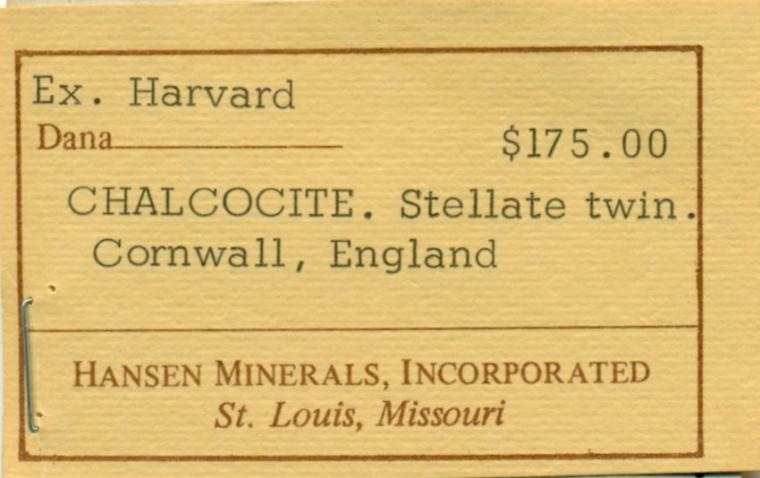 Ex. Harvard
Dana
$175.00
CHALCOCITE. Stellate twin.
Cornwall, England
HANSEN MINERALS, INCORPORATED
St. Louis, Missouri